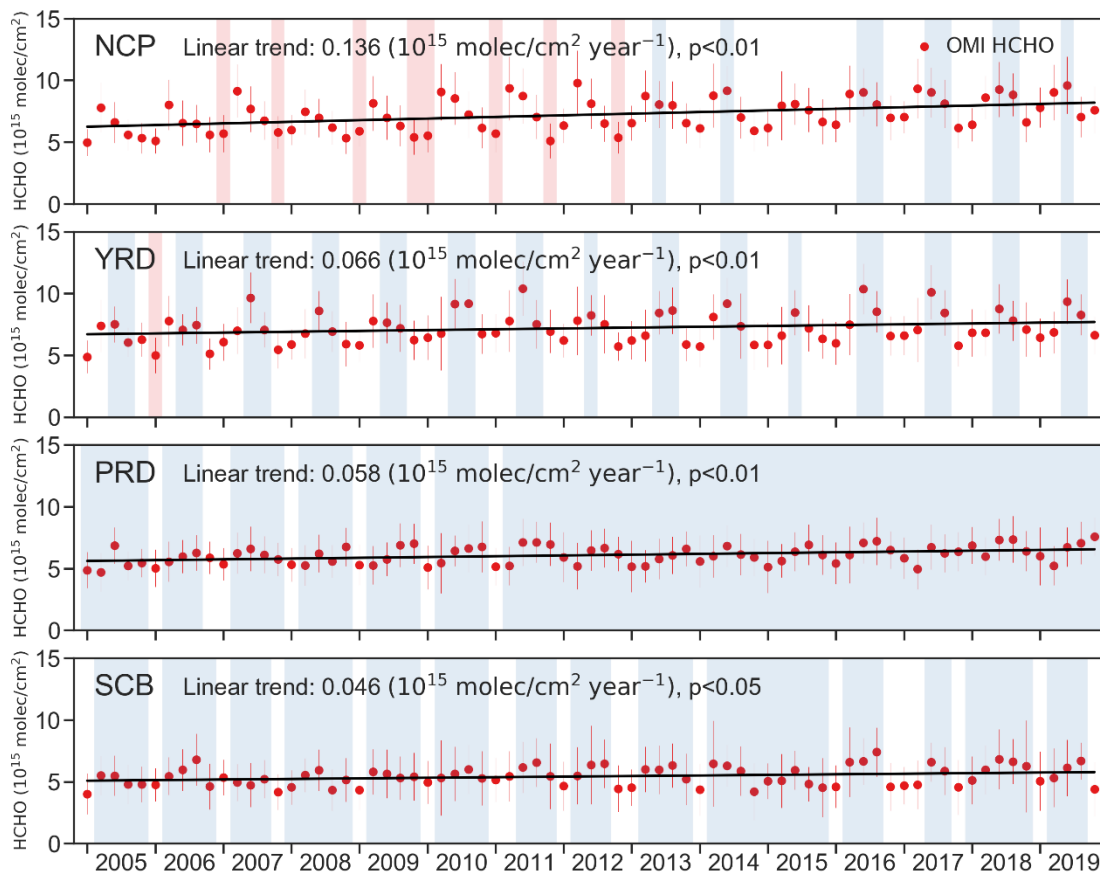 NCP Linear trend: 0.136 (10¹⁵ molec/cm² year⁻¹), p<0.01 OMI HCHO
HCHO (10¹⁵ molec/cm²)
15
10
5
0
YRD Linear trend: 0.066 (10¹⁵ molec/cm² year⁻¹), p<0.01
HCHO (10¹⁵ molec/cm²)
15
10
5
0
PRD Linear trend: 0.058 (10¹⁵ molec/cm² year⁻¹), p<0.01
HCHO (10¹⁵ molec/cm²)
15
10
5
0
SCB Linear trend: 0.046 (10¹⁵ molec/cm² year⁻¹), p<0.05
HCHO (10¹⁵ molec/cm²)
15
10
5
0
2005 2006 2007 2008 2009 2010 2011 2012 2013 2014 2015 2016 2017 2018 2019